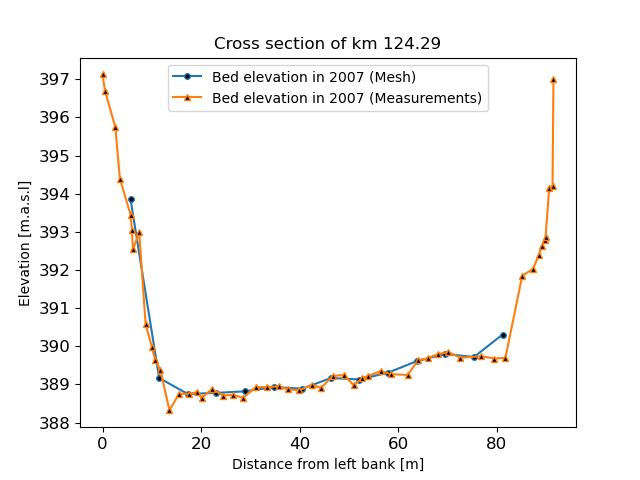 Cross section of km 124.29
Bed elevation in 2007 (Mesh)
Bed elevation in 2007 (Measurements)
Elevation [m.a.s.l]
397
396
395
394
393
392
391
390
389
388
0 20 40 60 80
Distance from left bank [m]